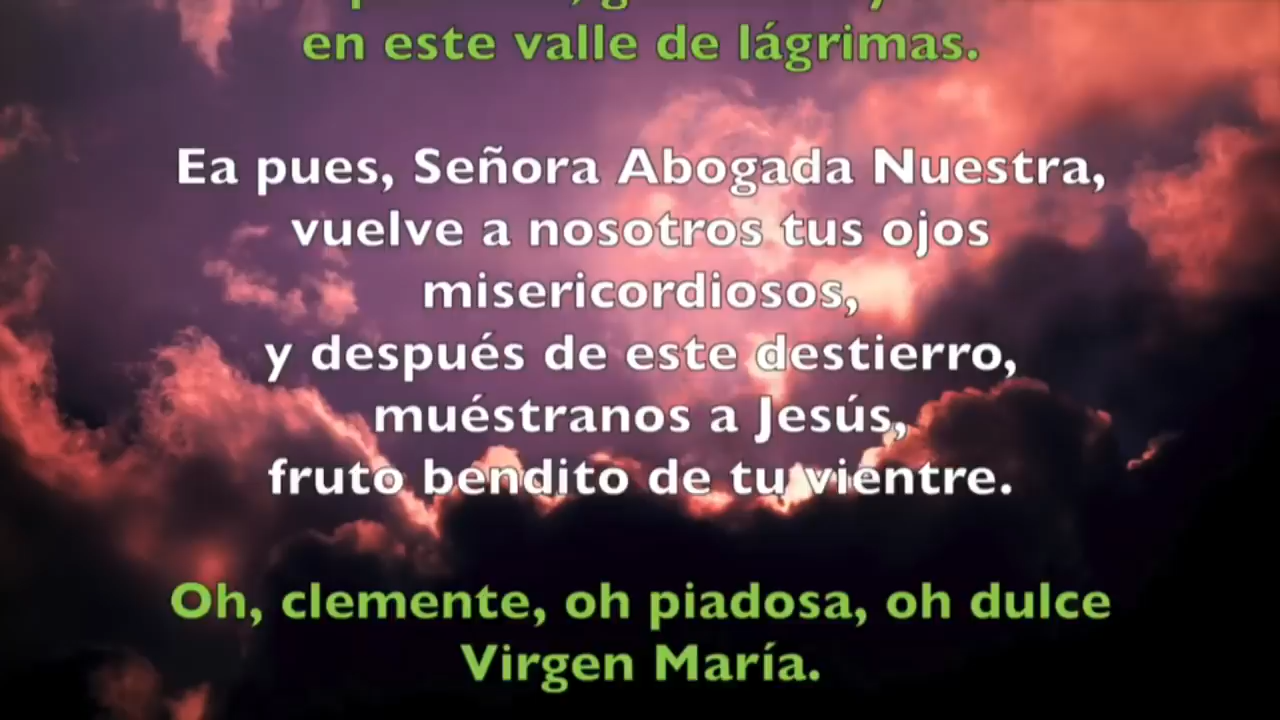 en este valle de lágrimas.
Ea pues, Señora Abogada Nuestra,
vuelve a nosotros tus ojos
misericordiosos,
y después de este destierro,
muéstranos a Jesús,
fruto bendito de tu vientre.
Oh, clemente, oh piadosa, oh dulce
Virgen María.